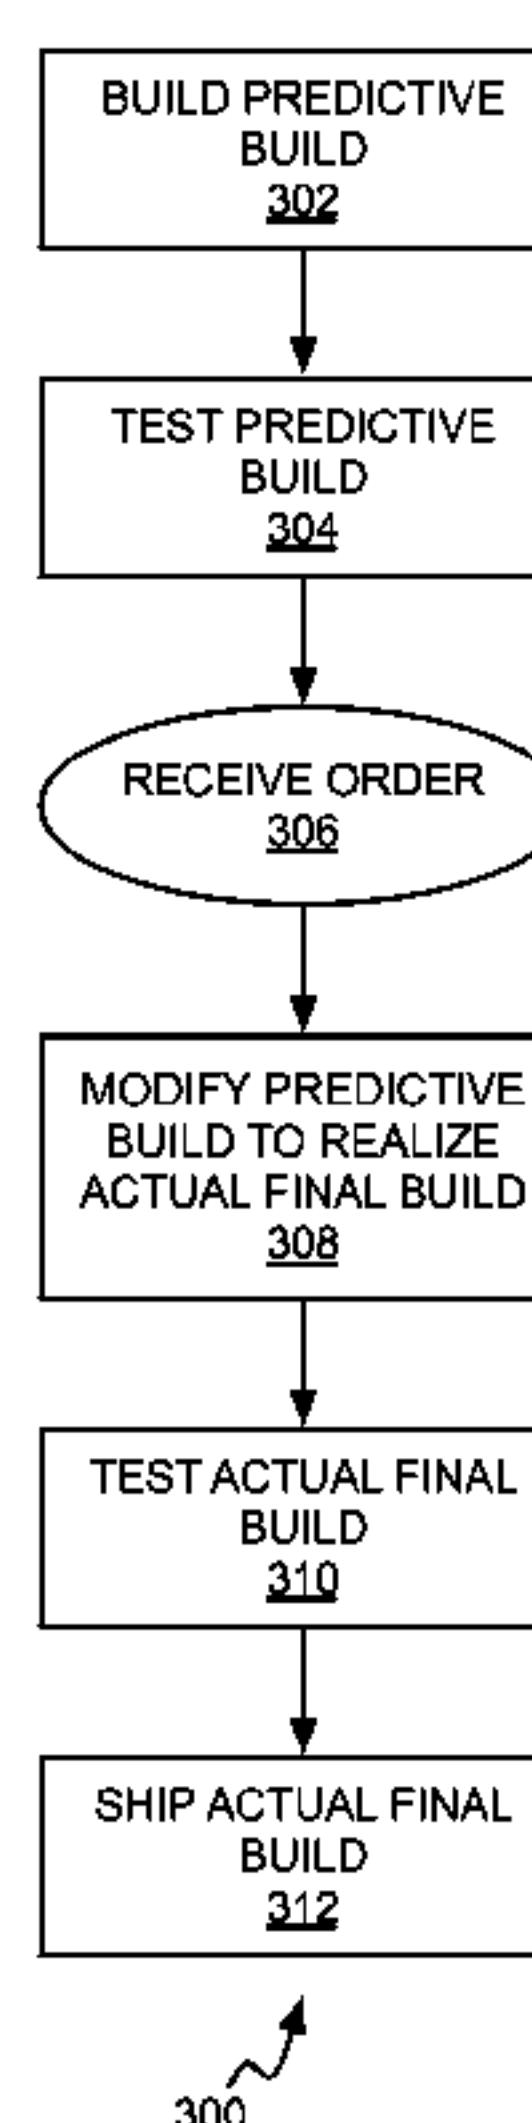 BUILD PREDICTIVE
BUILD
302
TEST PREDICTIVE
BUILD
304
RECEIVE ORDER
306
MODIFY PREDICTIVE
BUILD TO REALIZE
ACTUAL FINAL BUILD
308
TEST ACTUAL FINAL
BUILD
310
SHIP ACTUAL FINAL
BUILD
312
300